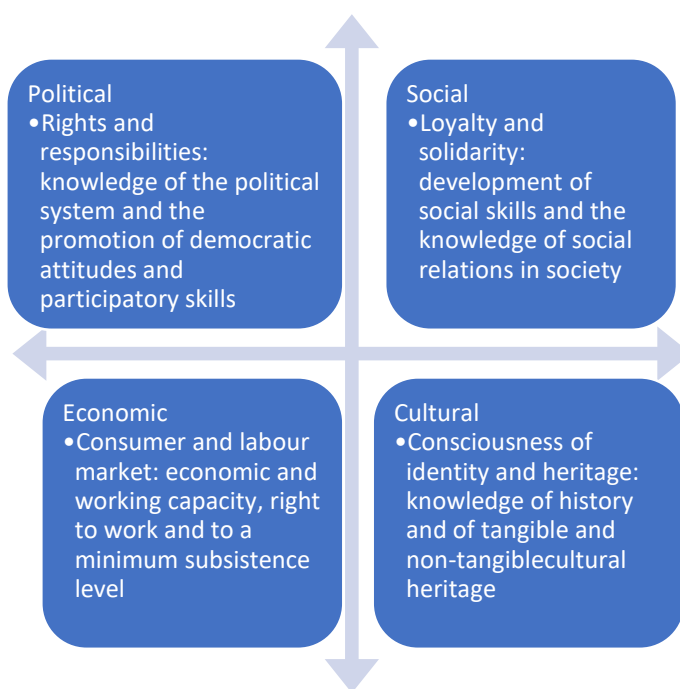 Political
•Rights and
responsibilities:
knowledge of the political
system and the
promotion of democratic
attitudes and
participatory skills
Social
•Loyalty and
solidarity:
development of
social skills and the
knowledge of social
relations in society
Economic
•Consumer and labour
market: economic and
working capacity, right
to work and to a
minimum subsistence
level
Cultural
•Consciousness of
identity and heritage:
knowledge of history
and of tangible and
non-tangiblecultural
heritage